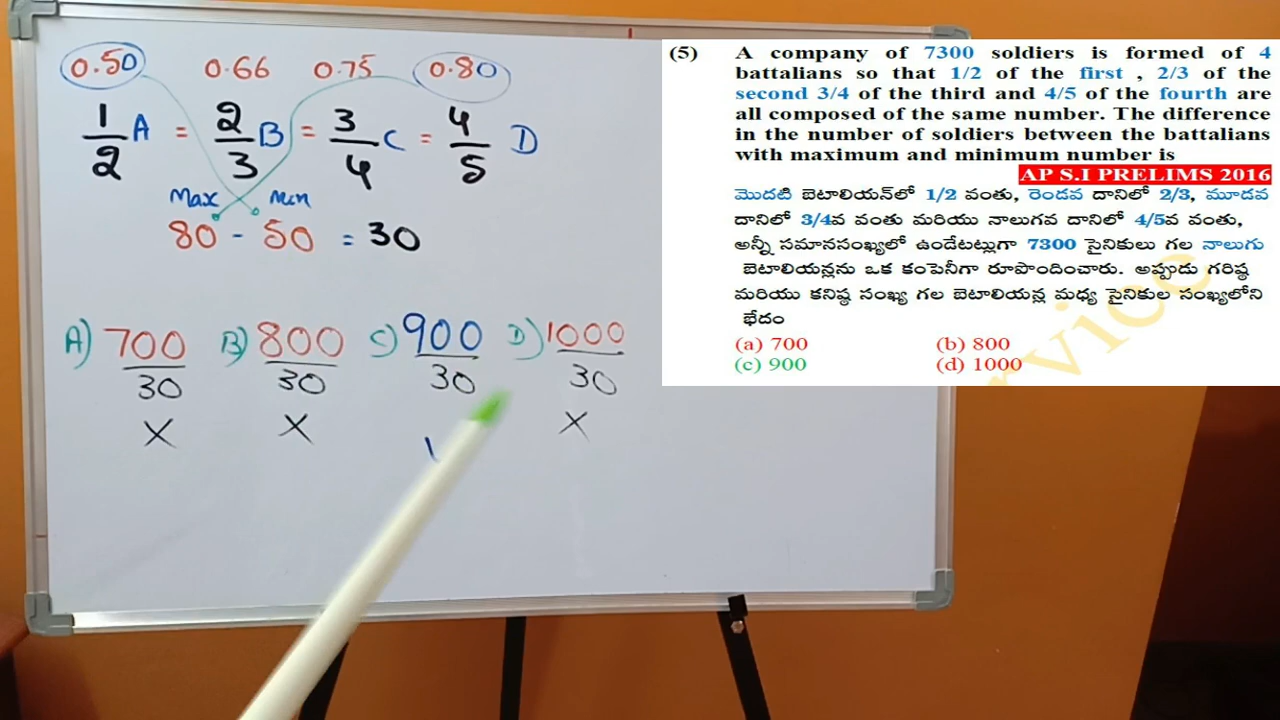 0.50 0.66 0.75 0.80
1/2 A = 2/3 B = 3/4 C = 4/5 D
Max Min
80 - 50 = 30
A) 700/30 B) 800/30 C) 900/30 D) 1000/30
X X X
(5) A company of 7300 soldiers is formed of 4
battalians so that 1/2 of the first , 2/3 of the
second 3/4 of the third and 4/5 of the fourth are
all composed of the same number. The difference
in the number of soldiers between the battalians
with maximum and minimum number is
AP S.I PRELIMS 2016
మొదటి బెటాలియన్‌లో 1/2 వంతు, రెండవ దానిలో 2/3, మూడవ
దానిలో 3/4వ వంతు మరియు నాలుగవ దానిలో 4/5వ వంతు,
అన్నీ సమానసంఖ్యలో ఉండేటట్లుగా 7300 సైనికులు గల నాలుగు
బెటాలియన్లను ఒక కంపెనీగా రూపొందించారు. అప్పుడు గరిష్ఠ
మరియు కనిష్ఠ సంఖ్య గల బెటాలియన్ల మధ్య సైనికుల సంఖ్యలోని
భేదం
(a) 700 (b) 800
(c) 900 (d) 1000